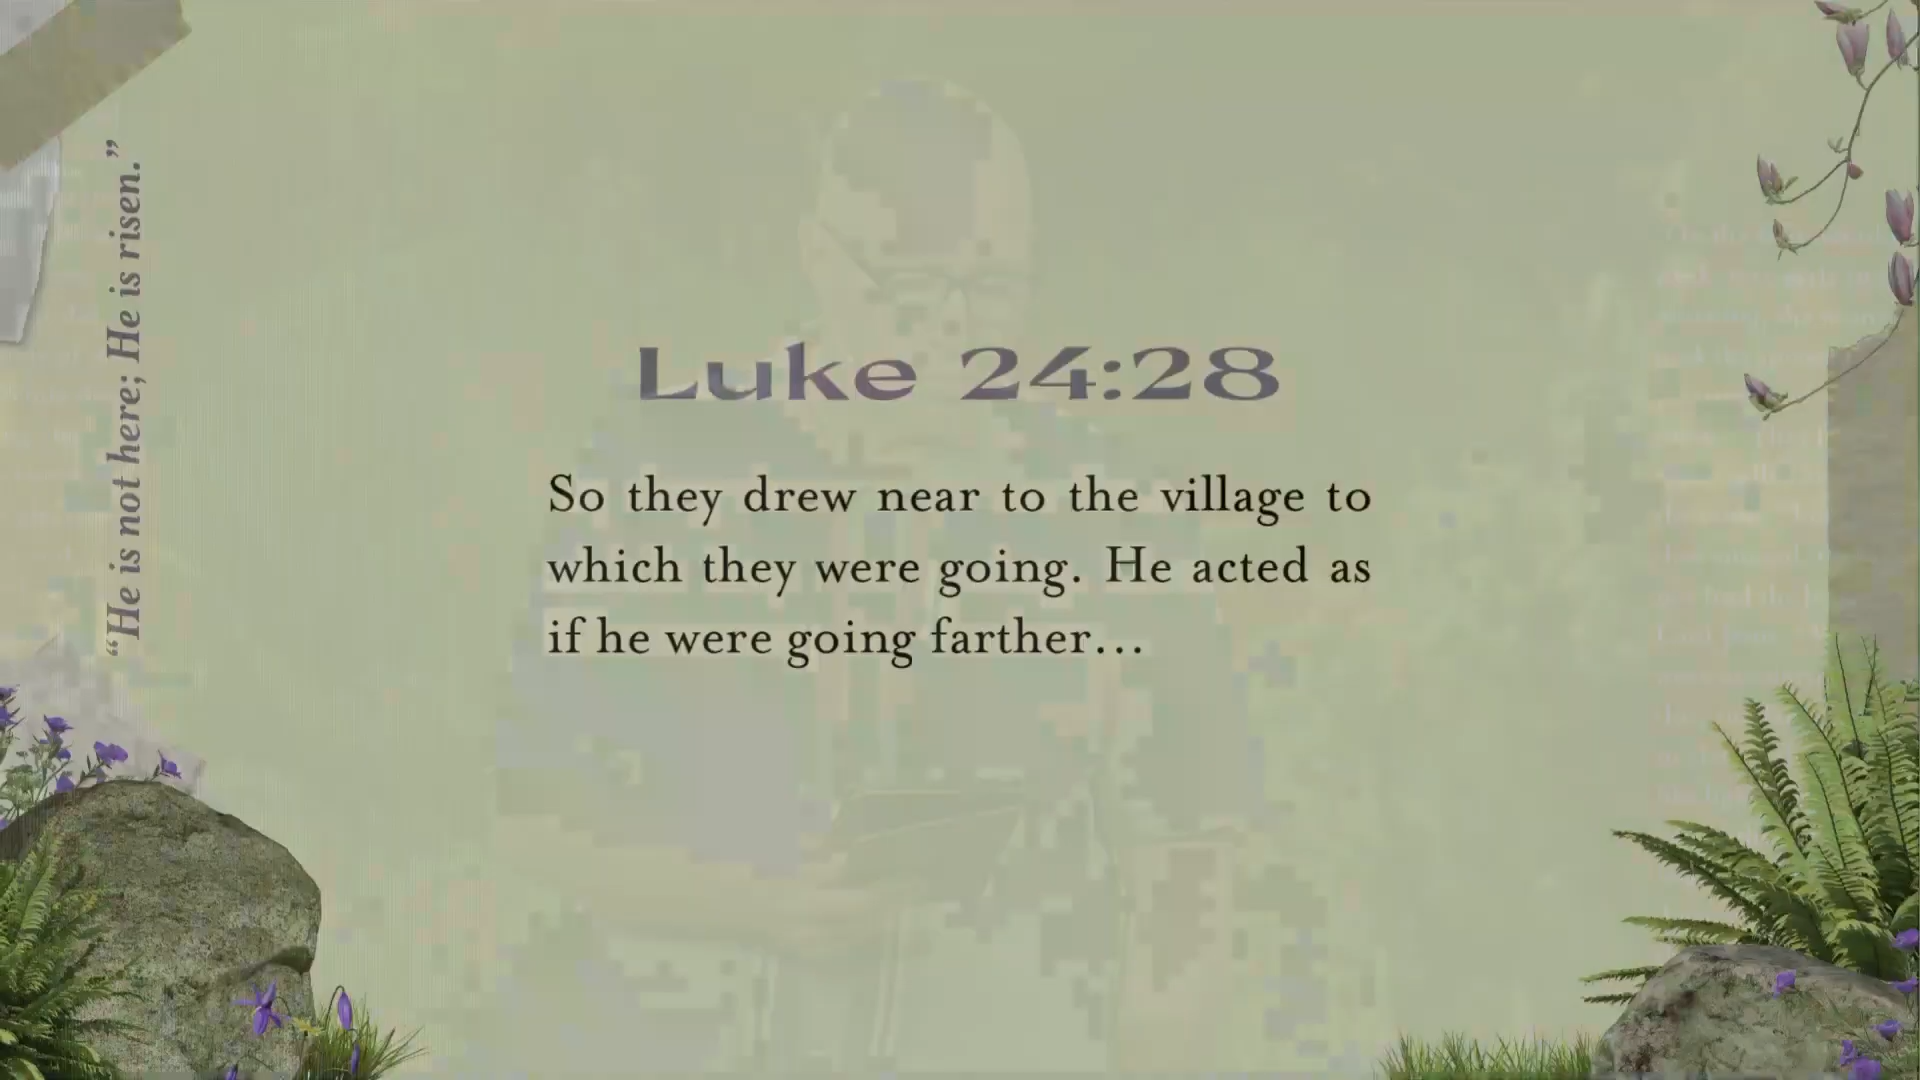 “He is not here; He is risen.”
Luke 24:28
So they drew near to the village to
which they were going. He acted as
if he were going farther…